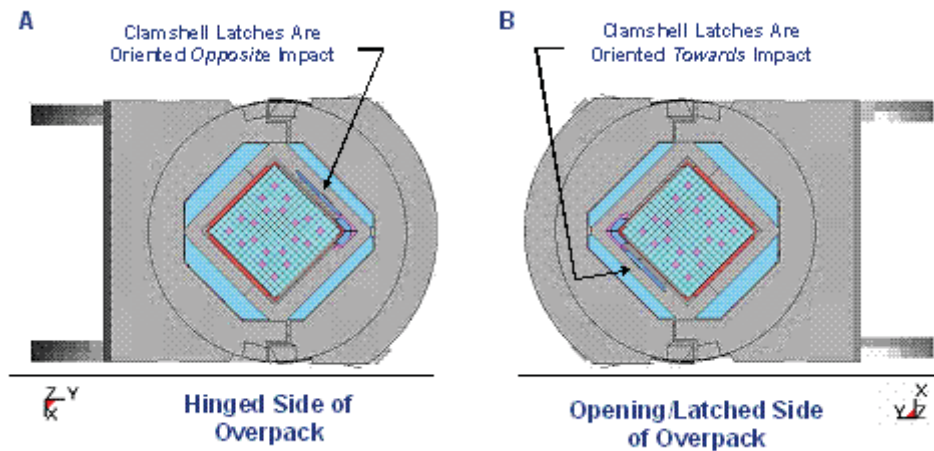 A
Clamshell Latches Are
Oriented Opposite Impact
B
Clamshell Latches Are
Oriented Towards Impact
Z Y
X
Hinged Side of
Overpack
Opening/Latched Side
of Overpack
X
Y Z